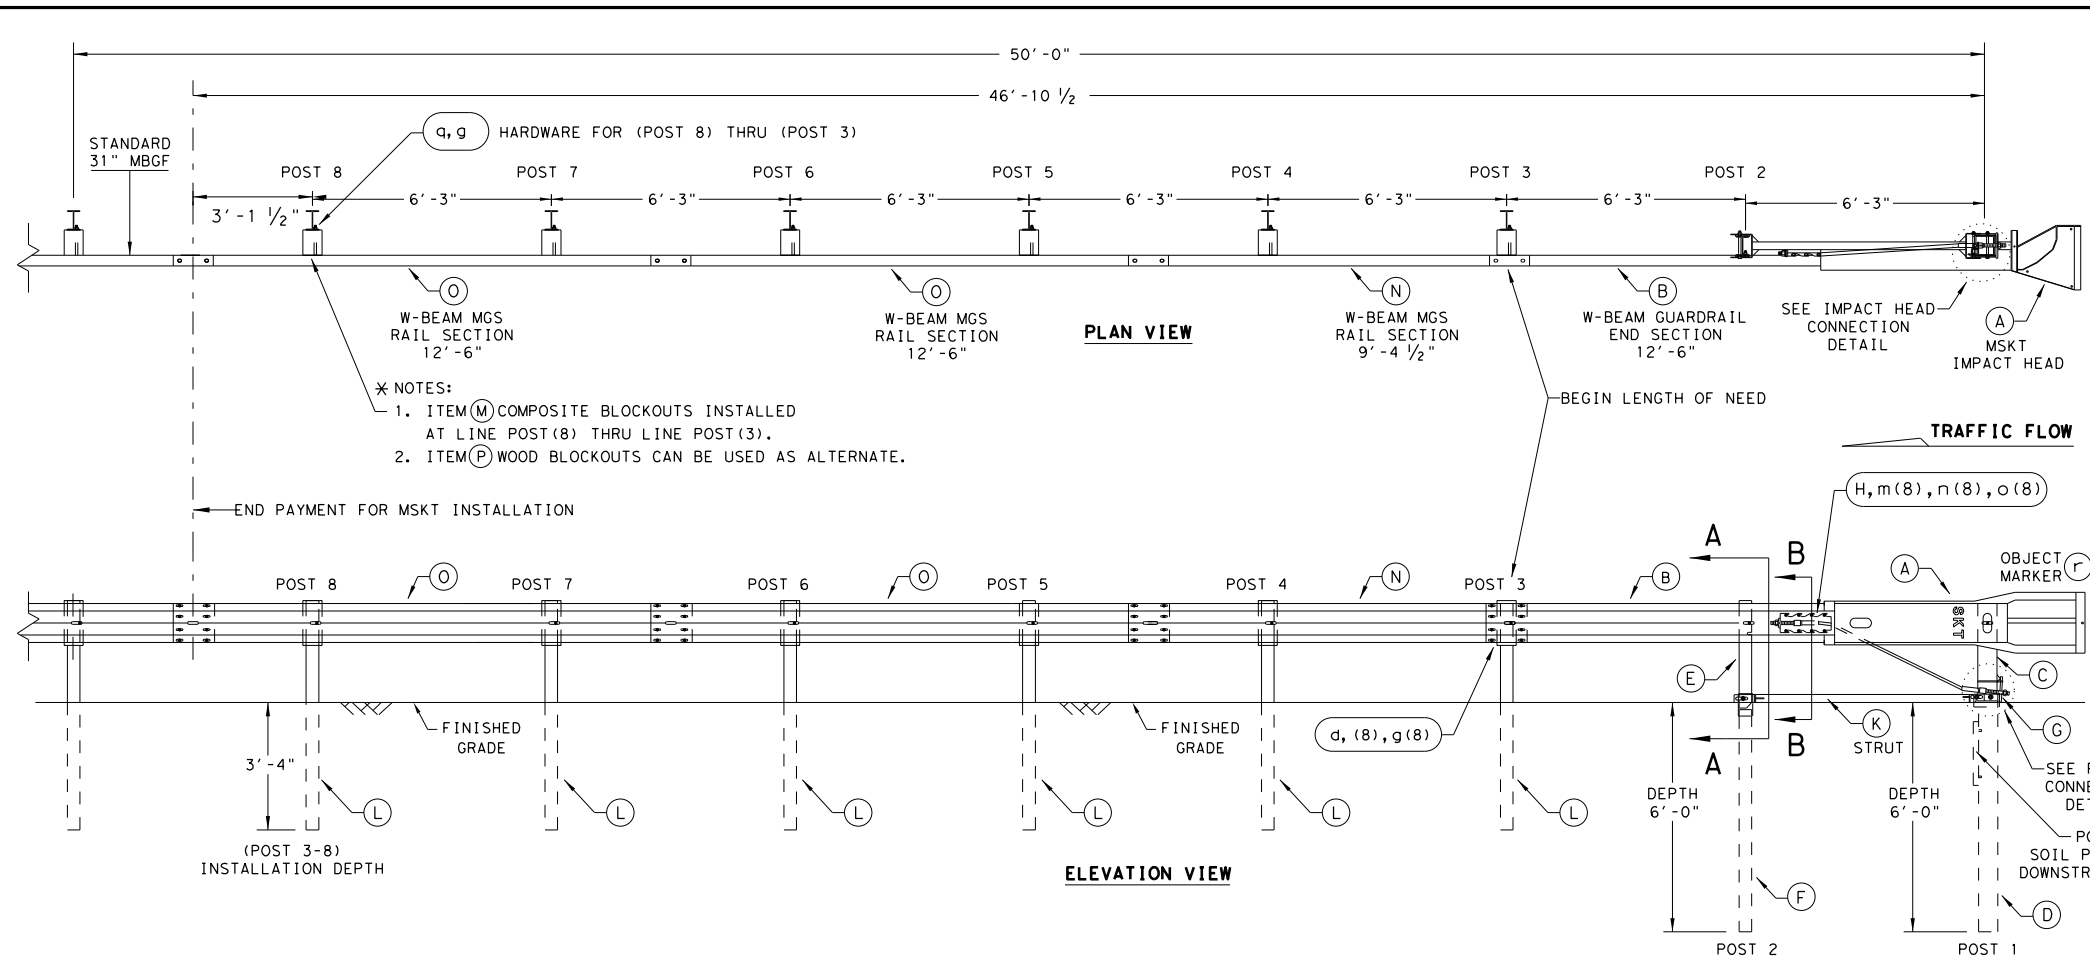 50'-0"
46'-10 1/2
q,g HARDWARE FOR (POST 8) THRU (POST 3)
STANDARD
31" MBGF
POST 8 POST 7 POST 6 POST 5 POST 4 POST 3 POST 2
3'-1 1/2" 6'-3" 6'-3" 6'-3" 6'-3" 6'-3" 6'-3" 6'-3"
O
W-BEAM MGS
RAIL SECTION
12'-6"
O
W-BEAM MGS
RAIL SECTION
12'-6"
PLAN VIEW
N
W-BEAM MGS
RAIL SECTION
9'-4 1/2"
B
W-BEAM GUARDRAIL
END SECTION
12'-6"
SEE IMPACT HEAD
CONNECTION
DETAIL
A
MSKT
IMPACT HEAD
* NOTES:
1. ITEM M COMPOSITE BLOCKOUTS INSTALLED
AT LINE POST(8) THRU LINE POST(3).
2. ITEM P WOOD BLOCKOUTS CAN BE USED AS ALTERNATE.
BEGIN LENGTH OF NEED
TRAFFIC FLOW
END PAYMENT FOR MSKT INSTALLATION
H,m(8),n(8),o(8)
A B
OBJECT
MARKER r
A
POST 8 O POST 7 POST 6 O POST 5 POST 4 N POST 3 B
SKT
E
C
FINISHED
GRADE
FINISHED
GRADE
d,(8),g(8)
K
STRUT
G
A B
3'-4"
L L L L L L
DEPTH
6'-0"
DEPTH
6'-0"
SEE
CONNE
DET
(POST 3-8)
INSTALLATION DEPTH
ELEVATION VIEW
PO
SOIL P
DOWNSTR
F
D
POST 2 POST 1